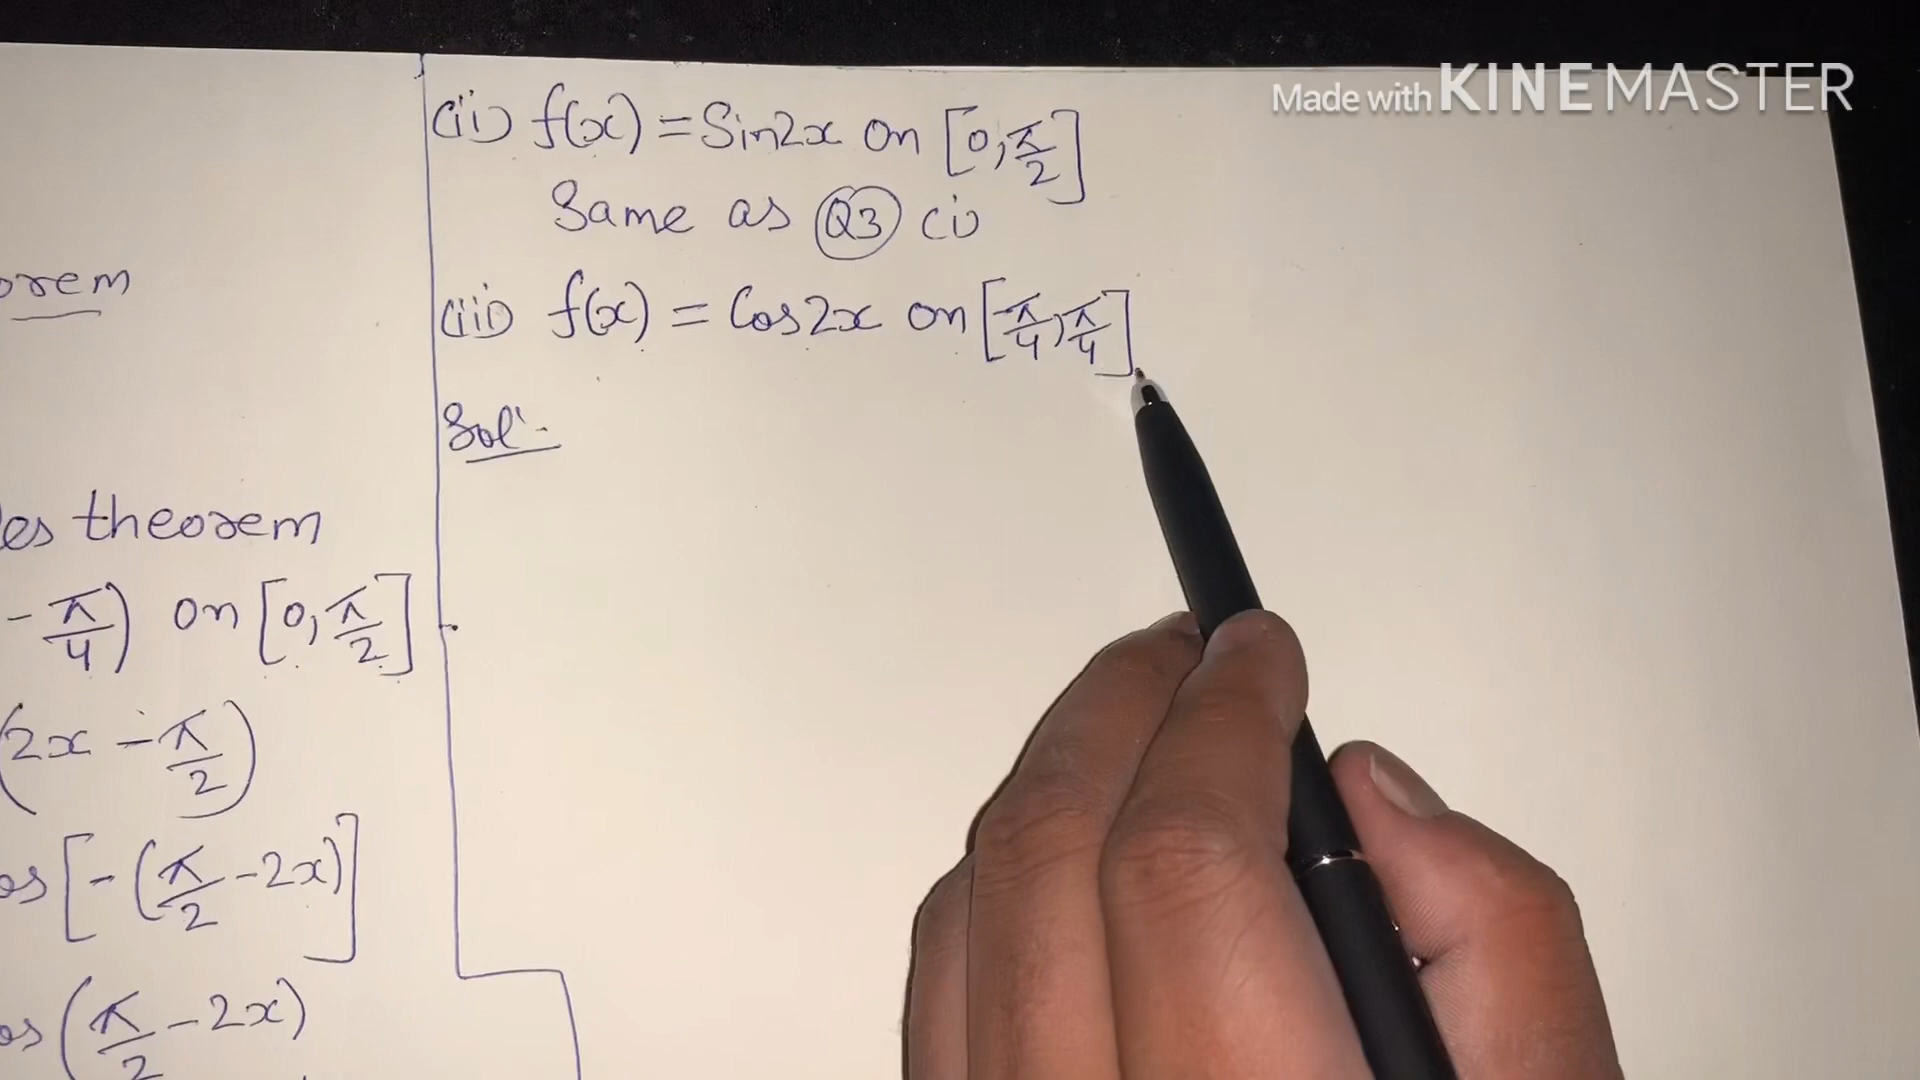 orem
es theorem
- π/4) on [0, π/2]
(2x - π/2)
os [-(π/2 - 2x)]
os (π/2 - 2x)
(ii) f(x) = Sin2x on [0, π/2]
Same as Q3 (i)
(iii) f(x) = Cos2x on [-π/4, π/4]
Sol:-
Made with KINEMASTER